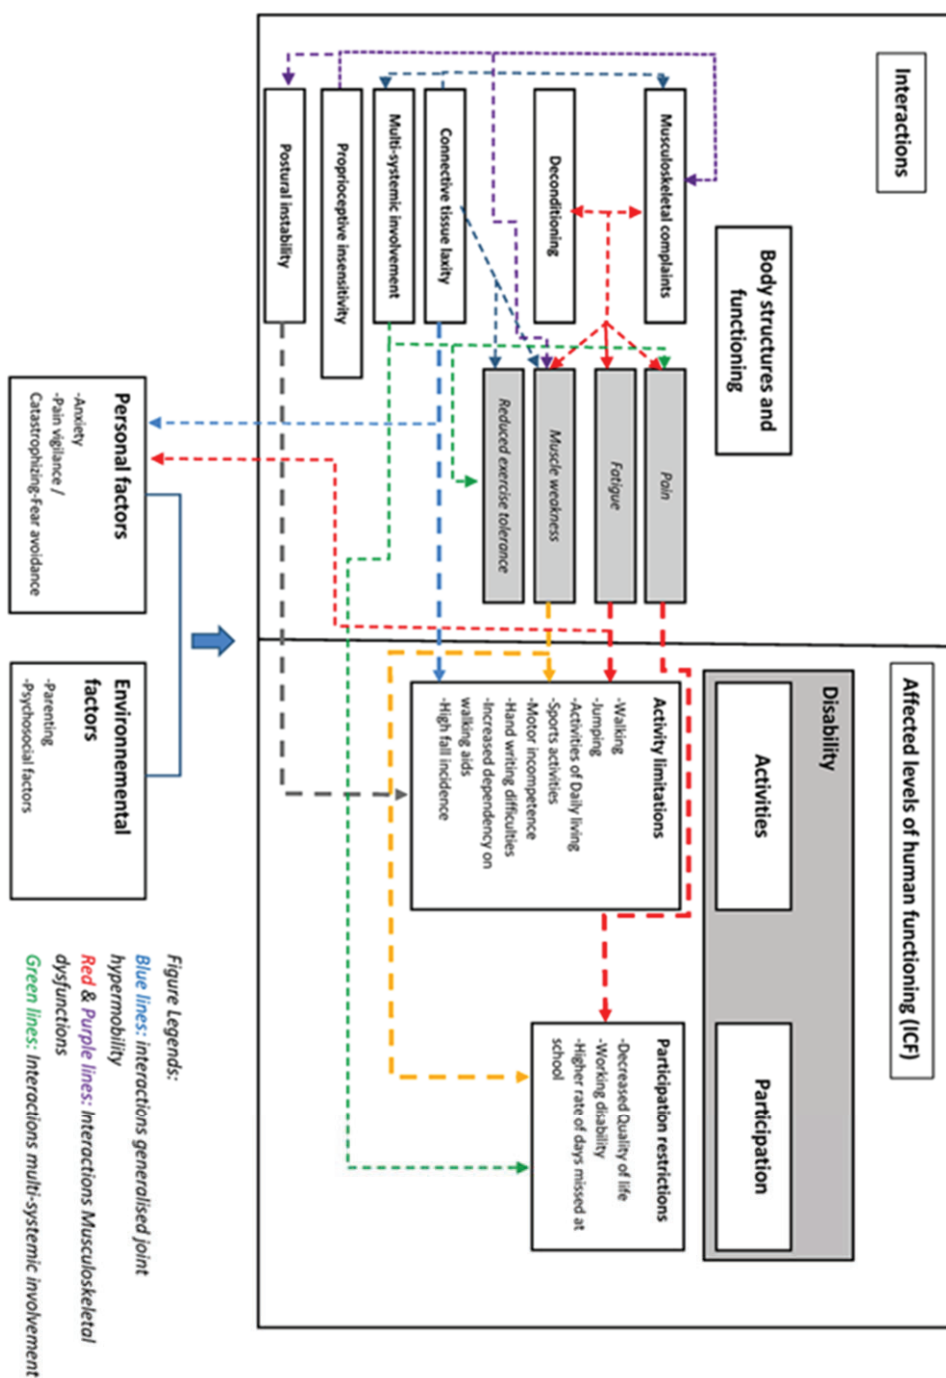 Interactions
Affected levels of human functioning (ICF)
Body structures and
functioning
Disability
Activities
Participation
Musculoskeletal complaints
Deconditioning
Connective tissue laxity
Multi-systemic involvement
Proprioceptive insensitivity
Postural instability
Pain
Fatigue
Muscle weakness
Reduced exercise tolerance
Activity limitations
-Walking
-Jumping
-Activities of Daily living
-Sports activities
-Motor incompetence
-Hand writing difficulties
-Increased dependency on
walking aids
-High fall incidence
Participation restrictions
-Decreased Quality of life
-Working disability
-Higher rate of days missed at
school
Personal factors
-Anxiety
-Pain vigilance /
Catastrophizing-Fear avoidance
Environnemental
factors
-Parenting
-Psychosocial factors
Figure Legends:
Blue lines: interactions generalised joint
hypermobility
Red & Purple lines: Interactions Musculoskeletal
dysfunctions
Green lines: Interactions multi-systemic involvement